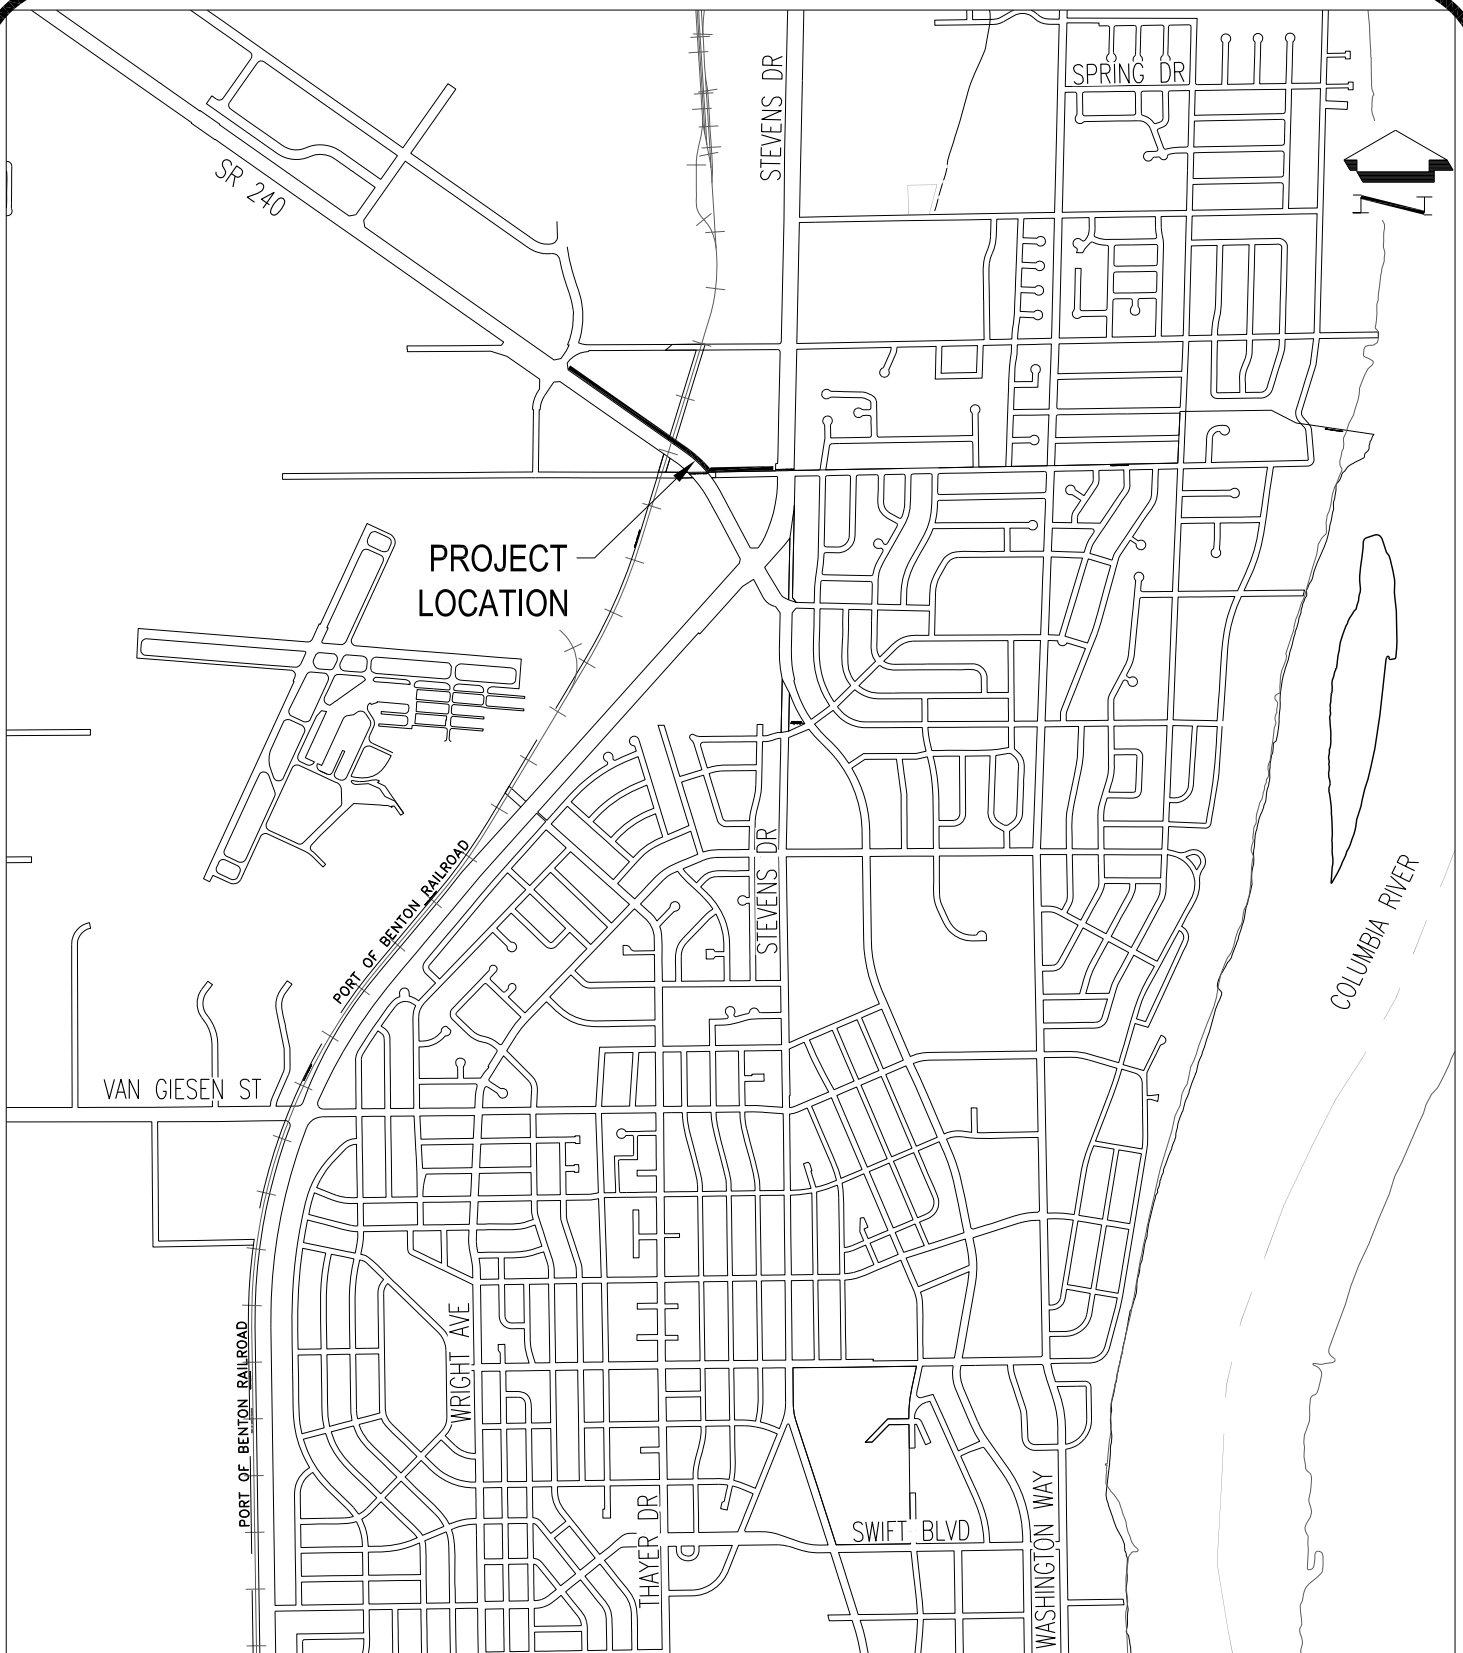 STEVENS DR
SPRING DR
SR 240
N
PROJECT
LOCATION
STEVENS DR
PORT OF BENTON RAILROAD
COLUMBIA RIVER
VAN GIESEN ST
WRIGHT AVE
PORT OF BENTON RAILROAD
THAYER DR
SWIFT BLVD
WASHINGTON WAY